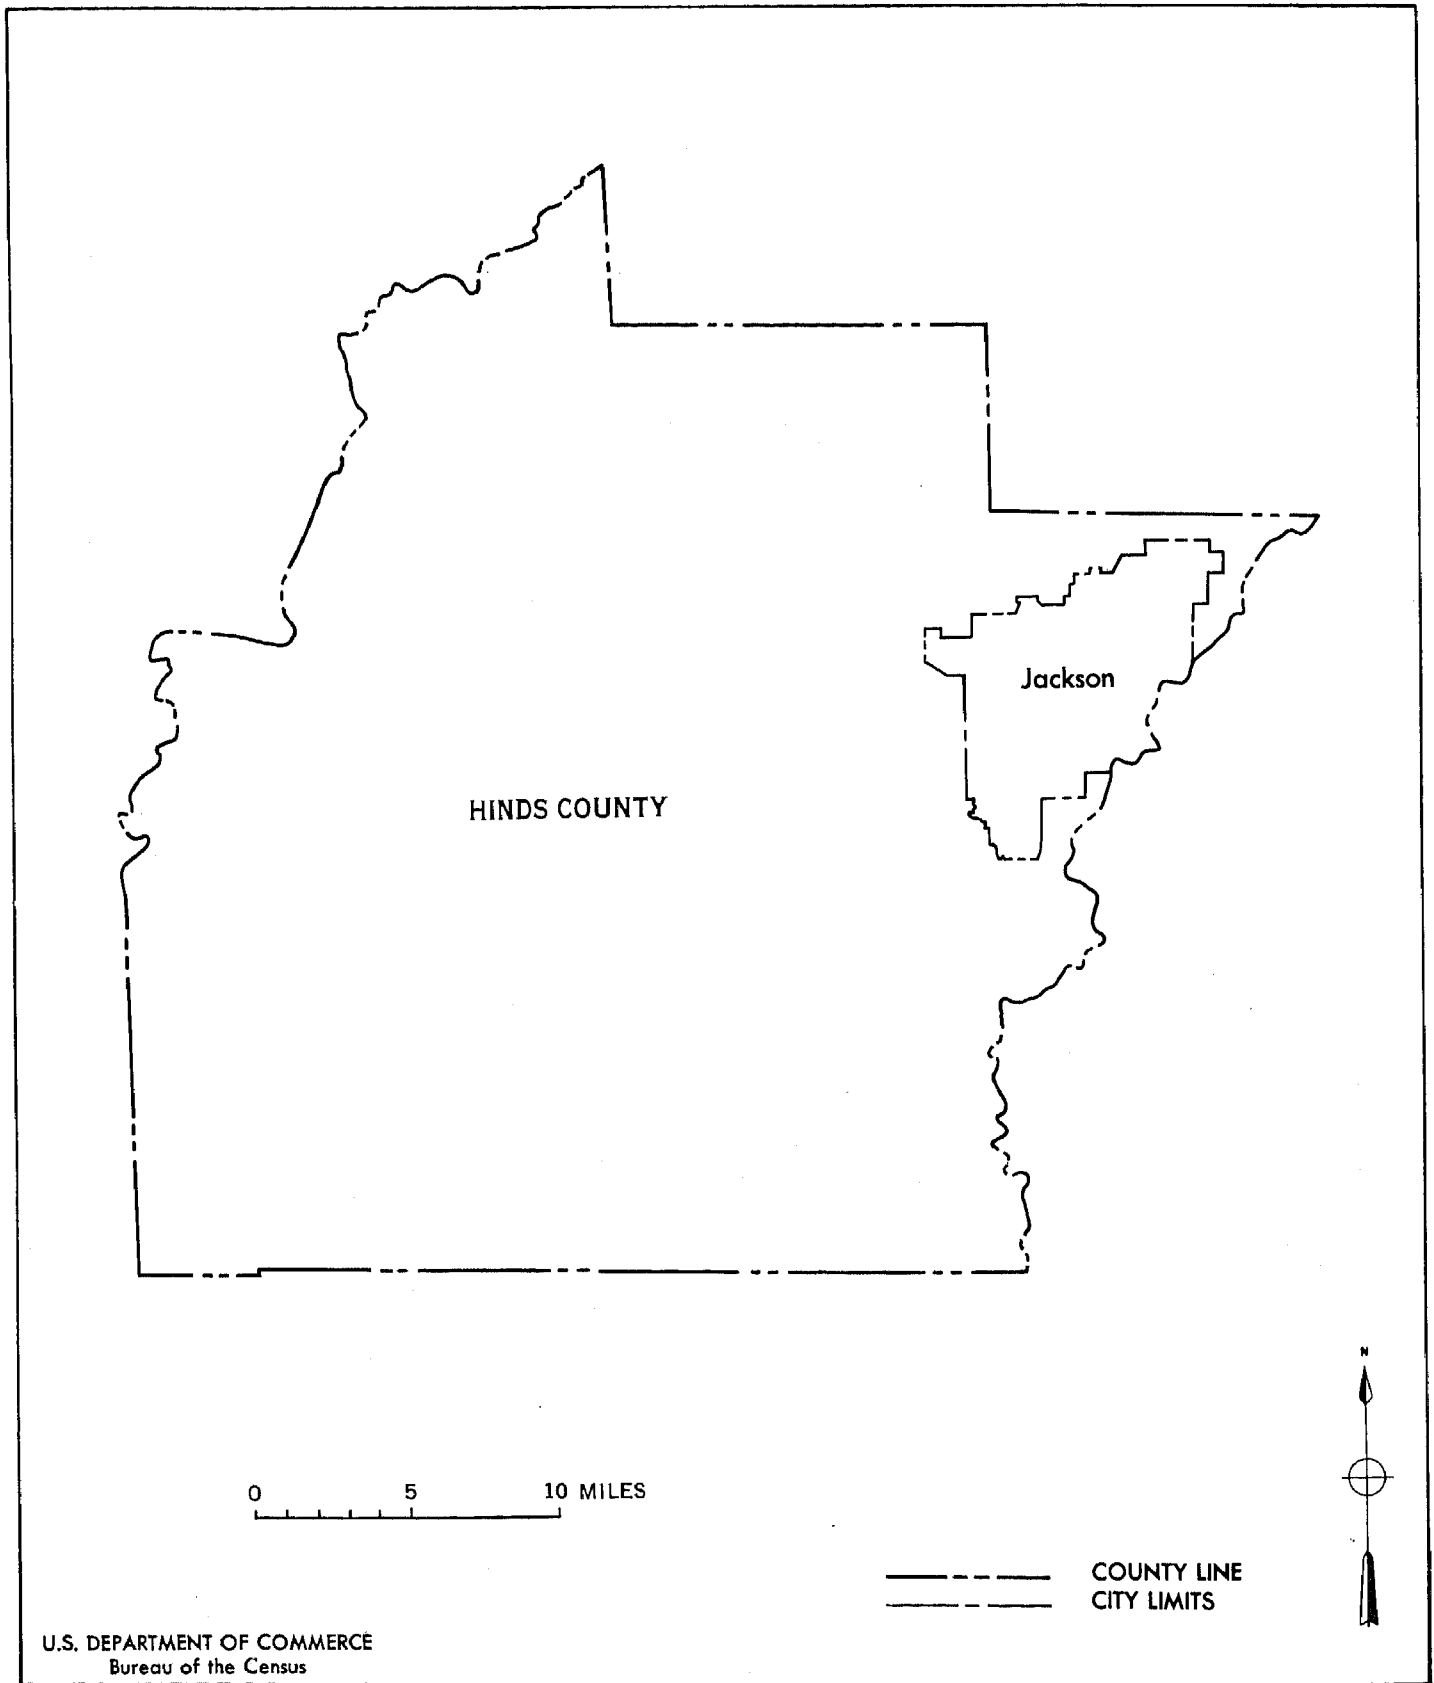 Jackson
HINDS COUNTY
N
0 5 10 MILES
COUNTY LINE
CITY LIMITS
U.S. DEPARTMENT OF COMMERCE
Bureau of the Census